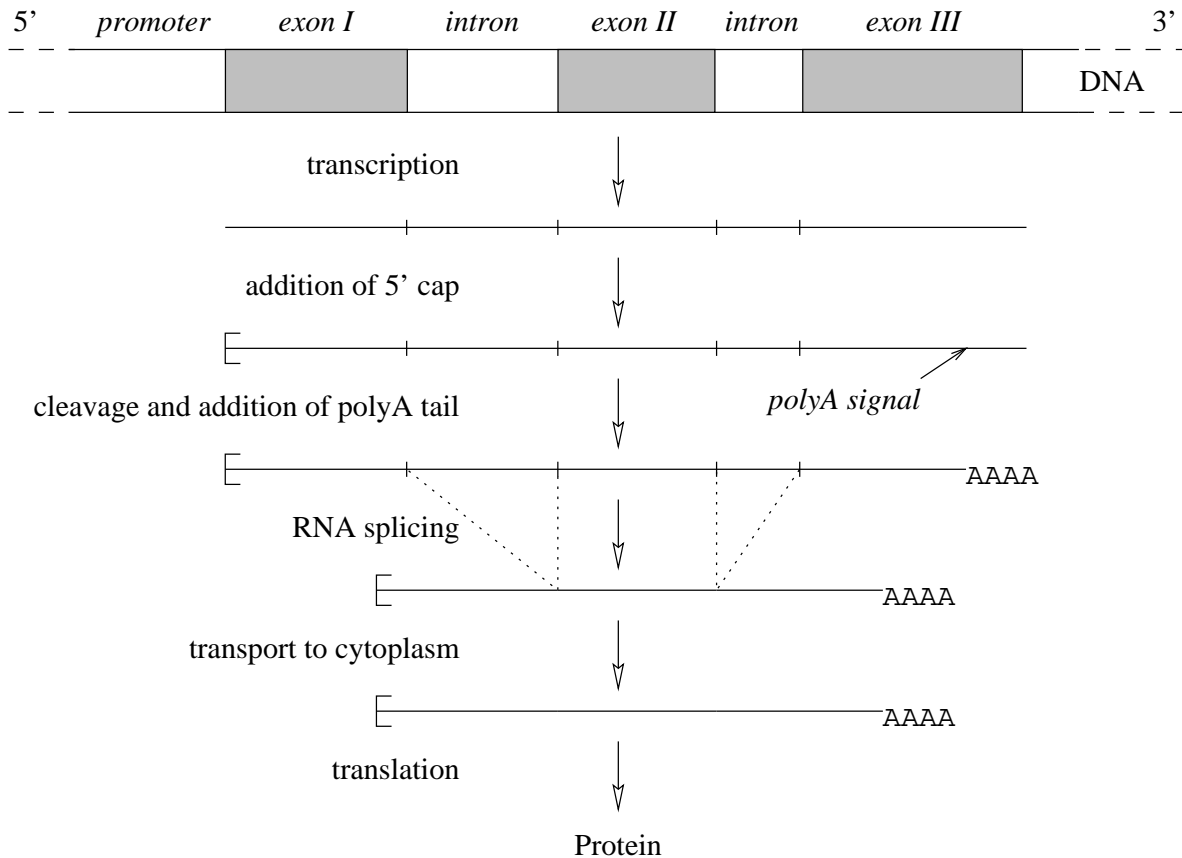 5’ promoter exon I intron exon II intron exon III 3’
DNA
transcription
addition of 5’ cap
polyA signal
cleavage and addition of polyA tail
AAAA
RNA splicing
AAAA
transport to cytoplasm
AAAA
translation
Protein